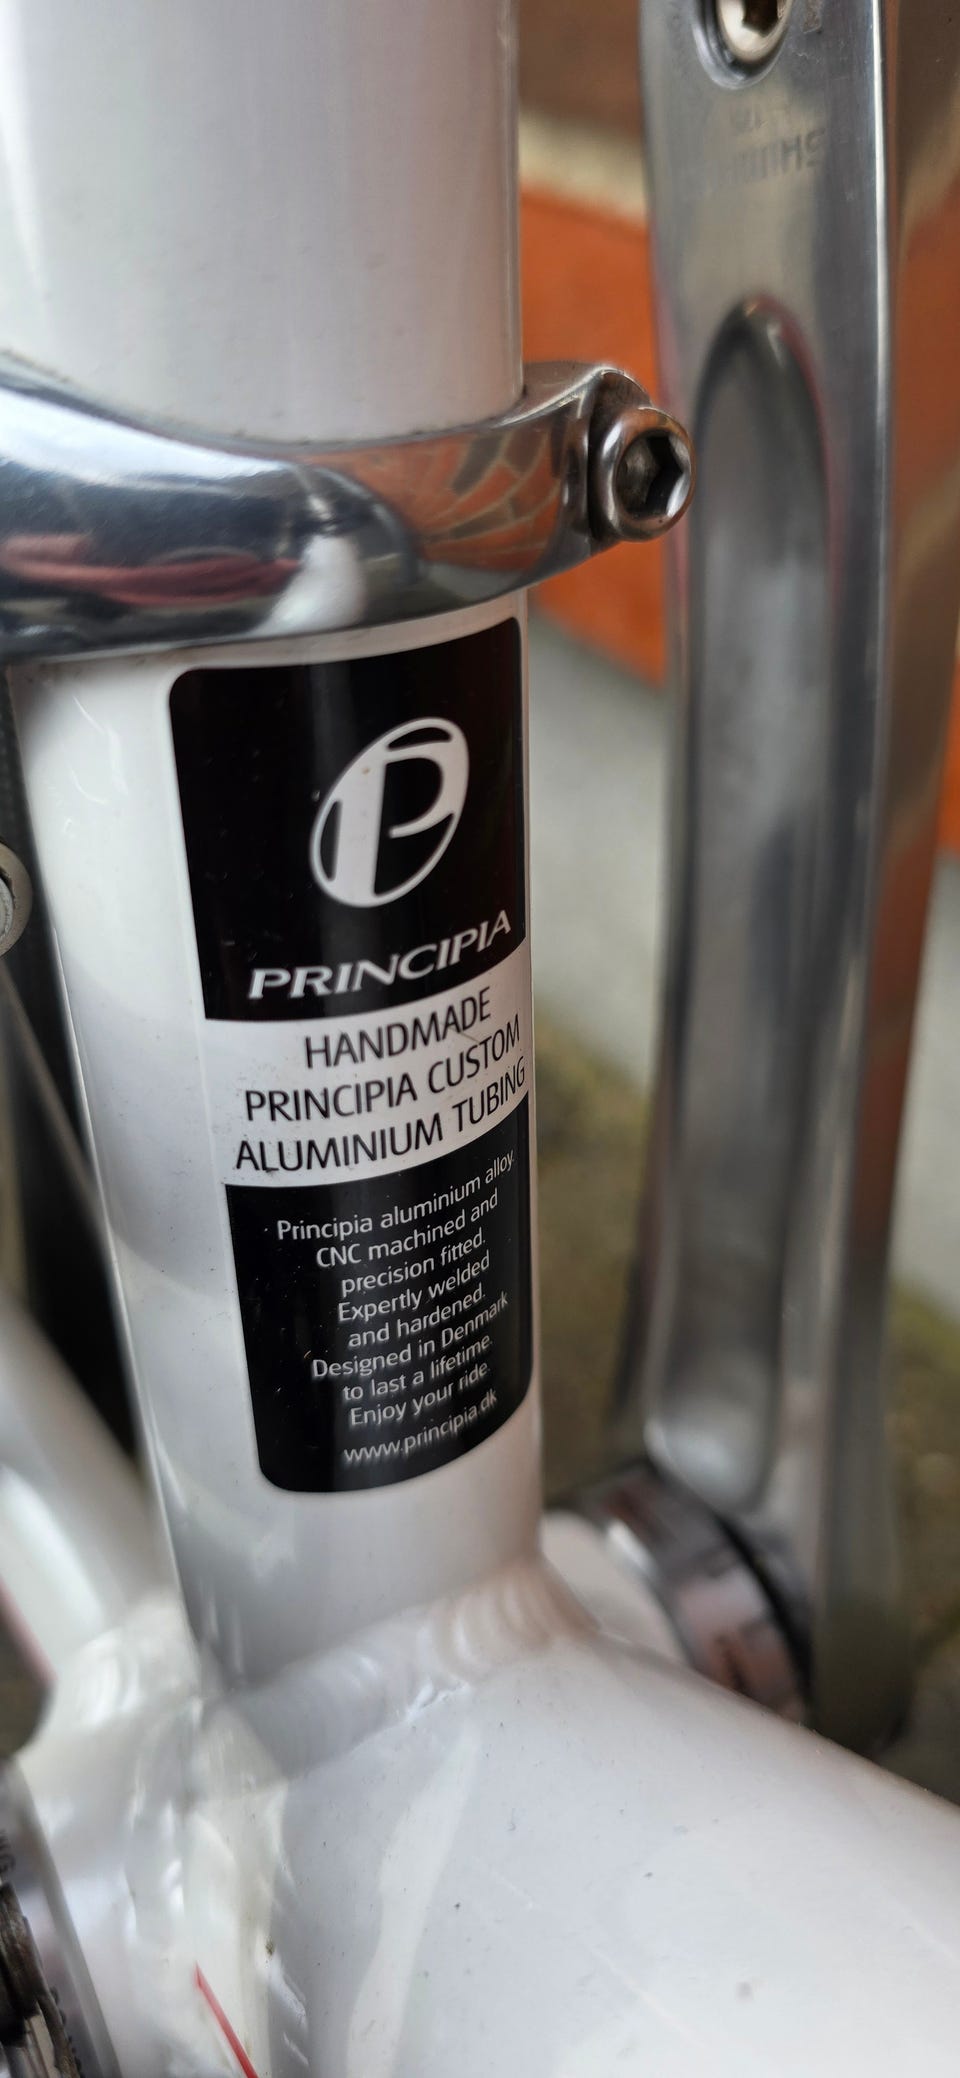 P
PRINCIPIA
HANDMADE
PRINCIPIA CUSTOM
ALUMINIUM TUBING
Principia aluminium alloy.
CNC machined and
precision fitted.
Expertly welded
and hardened.
Designed in Denmark
to last a lifetime.
Enjoy your ride.
www.principia.dk